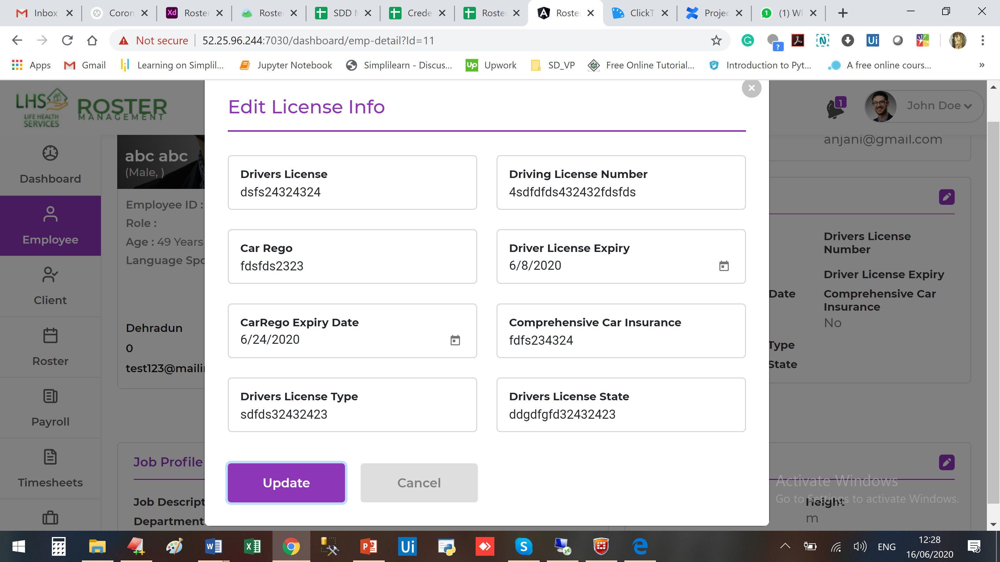 Inbox
Coron
Roster
Roster
SDD M
Crede
Roster
Roster
ClickT
Projec
(1) Wh
Not secure
52.25.96.244:7030/dashboard/emp-detail?Id=11
Apps
Gmail
Learning on Simplil...
Jupyter Notebook
Simplilearn - Discus...
Upwork
SD_VP
Free Online Tutorial...
Introduction to Pyt...
A free online cours...
»
LHS
LIFE HEALTH
SERVICES
ROSTER
MANAGEMENT
1
John Doe
Dashboard
Employee
Client
Roster
Payroll
Timesheets
abc abc
(Male, )
Employee ID :
Role :
Age : 49 Years
Language Spo
Dehradun
0
test123@mailin
Job Profile
Job Descript
Department
Edit License Info
Drivers License
dsfs24324324
Driving License Number
4sdfdfds432432fdsfds
Car Rego
fdsfds2323
Driver License Expiry
6/8/2020
CarRego Expiry Date
6/24/2020
Comprehensive Car Insurance
fdfs234324
Drivers License Type
sdfds32432423
Drivers License State
ddgdfgfd32432423
Update
Cancel
anjani@gmail.com
Drivers License
Number
Driver License Expiry
Date
Comprehensive Car
Insurance
No
Type
State
Activate Windows
Go to Settings to activate Windows.
Height
m
ENG
12:28
16/06/2020